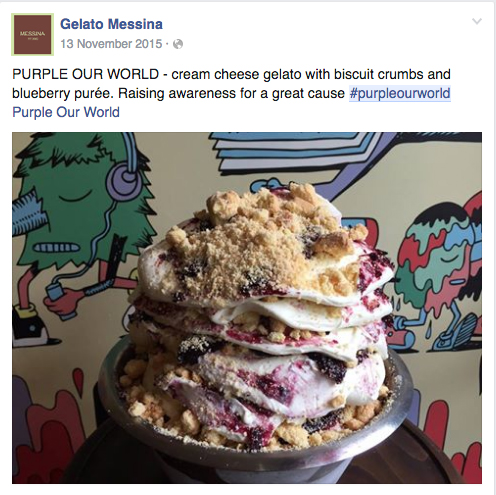 MESSINA
Gelato Messina
13 November 2015 ·
PURPLE OUR WORLD - cream cheese gelato with biscuit crumbs and
blueberry purée. Raising awareness for a great cause #purpleourworld
Purple Our World